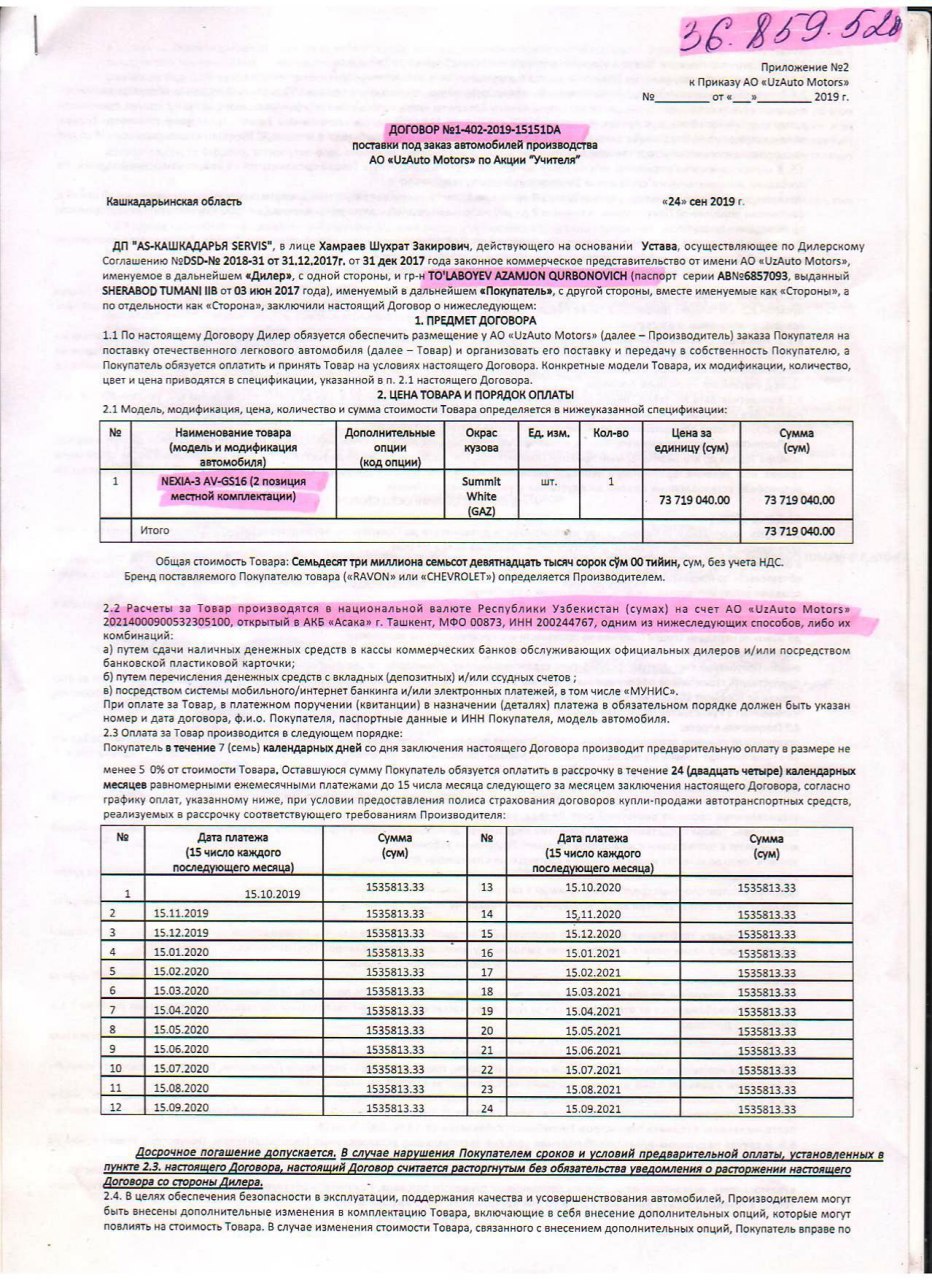 36.859.520
Приложение №2
к Приказу АО «UzAuto Motors»
№__________ от «___»_________ 2019 г.
ДОГОВОР №1-402-2019-15151DA
поставки под заказ автомобилей производства
АО «UzAuto Motors» по Акции "Учителя"
Кашкадарьинская область «24» сен 2019 г.
ДП "AS-КАШКАДАРЬЯ SERVIS", в лице Хамраев Шухрат Закирович, действующего на основании Устава, осуществляющее по Дилерскому
Соглашению №DSD-№ 2018-31 от 31.12.2017г. от 31 дек 2017 года законное коммерческое представительство от имени АО «UzAuto Motors»,
именуемое в дальнейшем «Дилер», с одной стороны, и гр-н TO'LABOYEV AZAMJON QURBONOVICH (паспорт серии AB№6857093, выданный
SHERABOD TUMANI IIB от 03 июн 2017 года), именуемый в дальнейшем «Покупатель», с другой стороны, вместе именуемые как «Стороны», а
по отдельности как «Сторона», заключили настоящий Договор о нижеследующем:
1. ПРЕДМЕТ ДОГОВОРА
1.1 По настоящему Договору Дилер обязуется обеспечить размещение у АО «UzAuto Motors» (далее – Производитель) заказа Покупателя на
поставку отечественного легкового автомобиля (далее – Товар) и организовать его поставку и передачу в собственность Покупателю, а
Покупатель обязуется оплатить и принять Товар на условиях настоящего Договора. Конкретные модели Товара, их модификации, количество,
цвет и цена приводятся в спецификации, указанной в п. 2.1 настоящего Договора.
2. ЦЕНА ТОВАРА И ПОРЯДОК ОПЛАТЫ
2.1 Модель, модификация, цена, количество и сумма стоимости Товара определяется в нижеуказанной спецификации:
№ Наименование товара Дополнительные Окрас Ед. изм. Кол-во Цена за Сумма
(модель и модификация опции кузова единицу (сум) (сум)
автомобиля) (код опции)
1 NEXIA-3 AV-GS16 (2 позиция Summit шт. 1
местной комплектации) White 73 719 040.00 73 719 040.00
(GAZ)
Итого 73 719 040.00
Общая стоимость Товара: Семьдесят три миллиона семьсот девятнадцать тысяч сорок сўм 00 тийин, сум, без учета НДС.
Бренд поставляемого Покупателю товара («RAVON» или «CHEVROLET») определяется Производителем.
2.2 Расчеты за Товар производятся в национальной валюте Республики Узбекистан (сумах) на счет АО «UzAuto Motors»
20214000900532305100, открытый в АКБ «Асака» г. Ташкент, МФО 00873, ИНН 200244767, одним из нижеследующих способов, либо их
комбинаций:
а) путем сдачи наличных денежных средств в кассы коммерческих банков обслуживающих официальных дилеров и/или посредством
банковской пластиковой карточки;
б) путем перечисления денежных средств с вкладных (депозитных) и/или ссудных счетов ;
в) посредством системы мобильного/интернет банкинга и/или электронных платежей, в том числе «МУНИС».
При оплате за Товар, в платежном поручении (квитанции) в назначении (деталях) платежа в обязательном порядке должен быть указан
номер и дата договора, ф.и.о. Покупателя, паспортные данные и ИНН Покупателя, модель автомобиля.
2.3 Оплата за Товар производится в следующем порядке:
Покупатель в течение 7 (семь) календарных дней со дня заключения настоящего Договора производит предварительную оплату в размере не
менее 5 0% от стоимости Товара. Оставшуюся сумму Покупатель обязуется оплатить в рассрочку в течение 24 (двадцать четыре) календарных
месяцев равномерными ежемесячными платежами до 15 числа месяца следующего за месяцем заключения настоящего Договора, согласно
графику оплат, указанному ниже, при условии предоставления полиса страхования договоров купли-продажи автотранспортных средств,
реализуемых в рассрочку соответствующего требованиям Производителя:
№ Дата платежа Сумма № Дата платежа Сумма
(15 число каждого (сум) (15 число каждого (сум)
последующего месяца) последующего месяца)
1 15.10.2019 1535813.33 13 15.10.2020 1535813.33
2 15.11.2019 1535813.33 14 15.11.2020 1535813.33
3 15.12.2019 1535813.33 15 15.12.2020 1535813.33
4 15.01.2020 1535813.33 16 15.01.2021 1535813.33
5 15.02.2020 1535813.33 17 15.02.2021 1535813.33
6 15.03.2020 1535813.33 18 15.03.2021 1535813.33
7 15.04.2020 1535813.33 19 15.04.2021 1535813.33
8 15.05.2020 1535813.33 20 15.05.2021 1535813.33
9 15.06.2020 1535813.33 21 15.06.2021 1535813.33
10 15.07.2020 1535813.33 22 15.07.2021 1535813.33
11 15.08.2020 1535813.33 23 15.08.2021 1535813.33
12 15.09.2020 1535813.33 24 15.09.2021 1535813.33
Досрочное погашение допускается. В случае нарушения Покупателем сроков и условий предварительной оплаты, установленных в
пункте 2.3. настоящего Договора, настоящий Договор считается расторгнутым без обязательства уведомления о расторжении настоящего
Договора со стороны Дилера.
2.4. В целях обеспечения безопасности в эксплуатации, поддержания качества и усовершенствования автомобилей, Производителем могут
быть внесены дополнительные изменения в комплектацию Товара, включающие в себя внесение дополнительных опций, которые могут
повлиять на стоимость Товара. В случае изменения стоимости Товара, связанного с внесением дополнительных опций, Покупатель вправе по